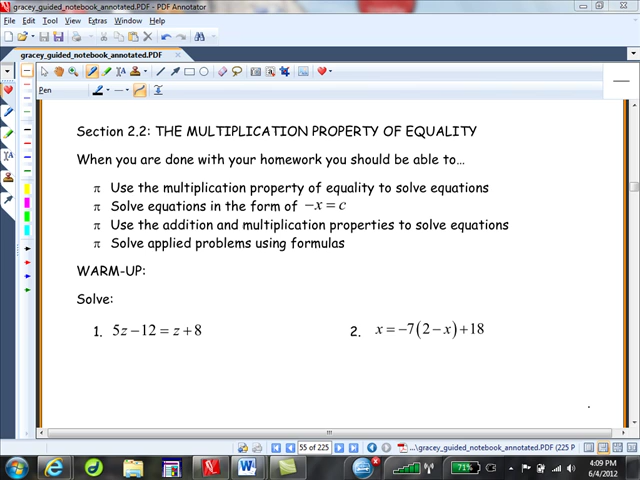 gracey_guided_notebook_annotated.PDF - PDF Annotator
File Edit Tool View Extras Window Help
gracey_guided_notebook_annotated.PDF
Pen
Section 2.2: THE MULTIPLICATION PROPERTY OF EQUALITY
When you are done with your homework you should be able to…
π Use the multiplication property of equality to solve equations
π Solve equations in the form of −x = c
π Use the addition and multiplication properties to solve equations
π Solve applied problems using formulas
WARM-UP:
Solve:
1. 5z − 12 = z + 8
2. x = −7(2 − x) + 18
55 of 225
...\gracey_guided_notebook_annotated.PDF (225 P
71%
4:09 PM
6/4/2012